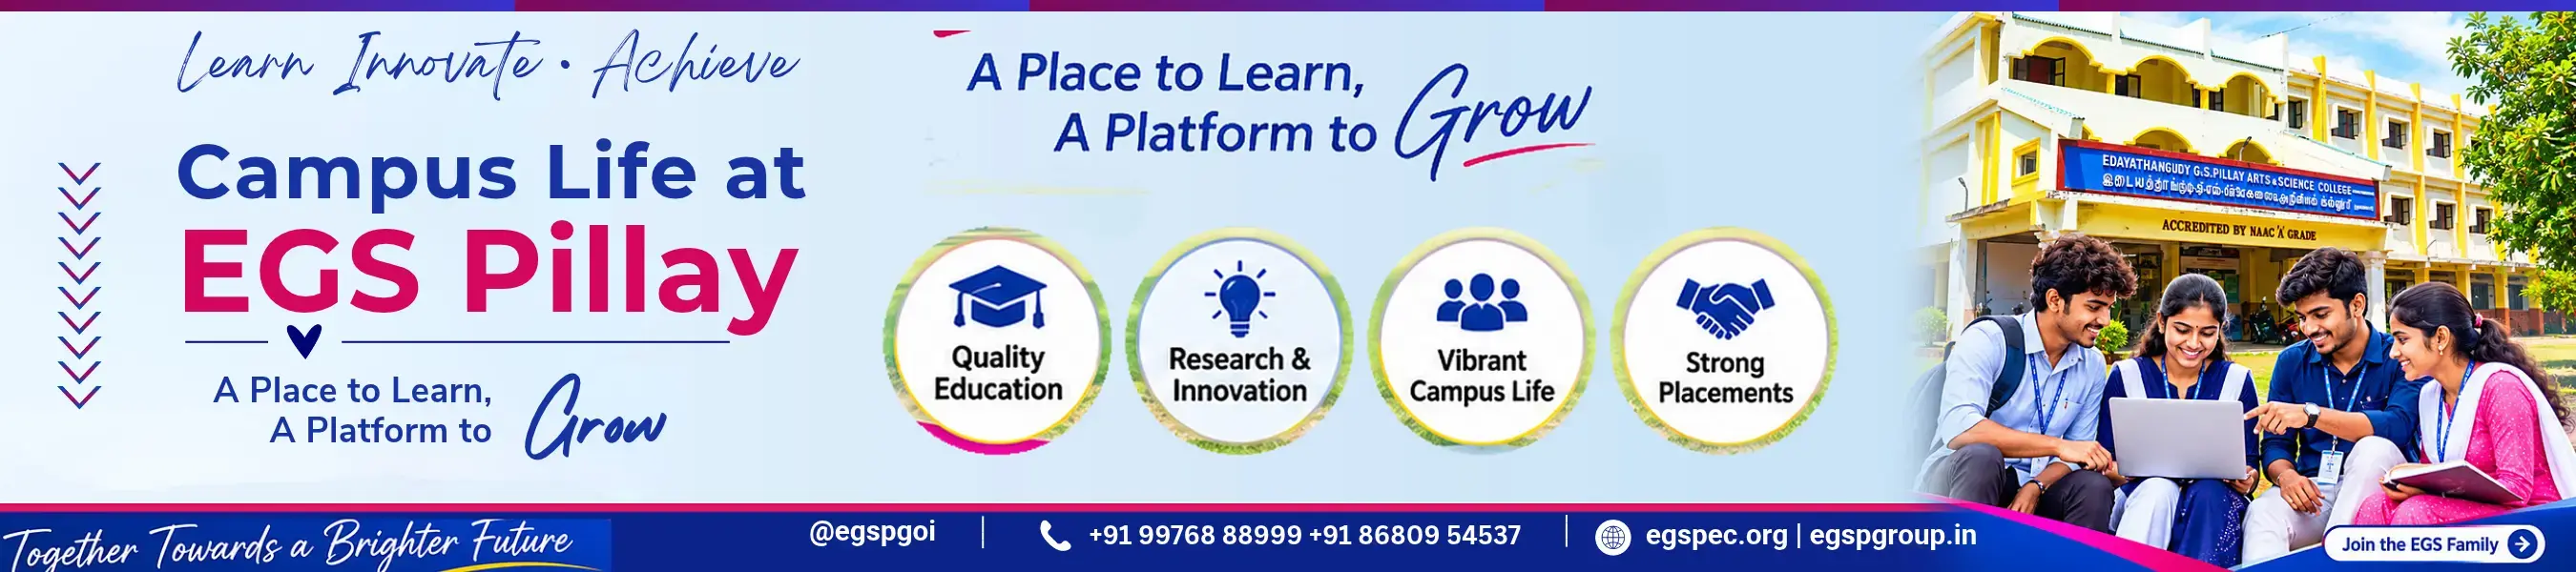 Learn Innovate • Achieve
Campus Life at
EGS Pillay
A Place to Learn,
A Platform to Grow
A Place to Learn,
A Platform to Grow
Quality
Education
Research &
Innovation
Vibrant
Campus Life
Strong
Placements
EDAYATHANGUDY G.S.PILLAY ARTS & SCIENCE COLLEGE
ACCREDITED BY NAAC 'A' GRADE
Together Towards a Brighter Future
@egspgoi
+91 99768 88999 +91 86809 54537
egspec.org | egspgroup.in
Join the EGS Family